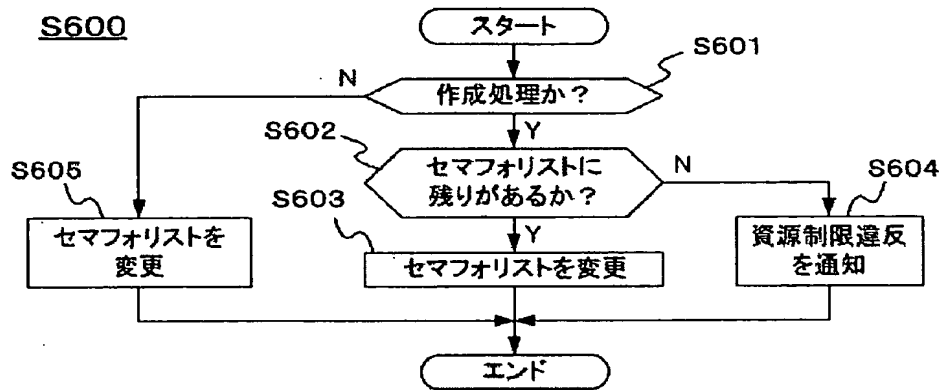 S600
スタート
S601
N
作成処理か?
Y
S602
セマフォリストに
残りがあるか?
N
S604
S605
S603
Y
セマフォリストを
変更
セマフォリストを変更
資源制限違反
を通知
エンド